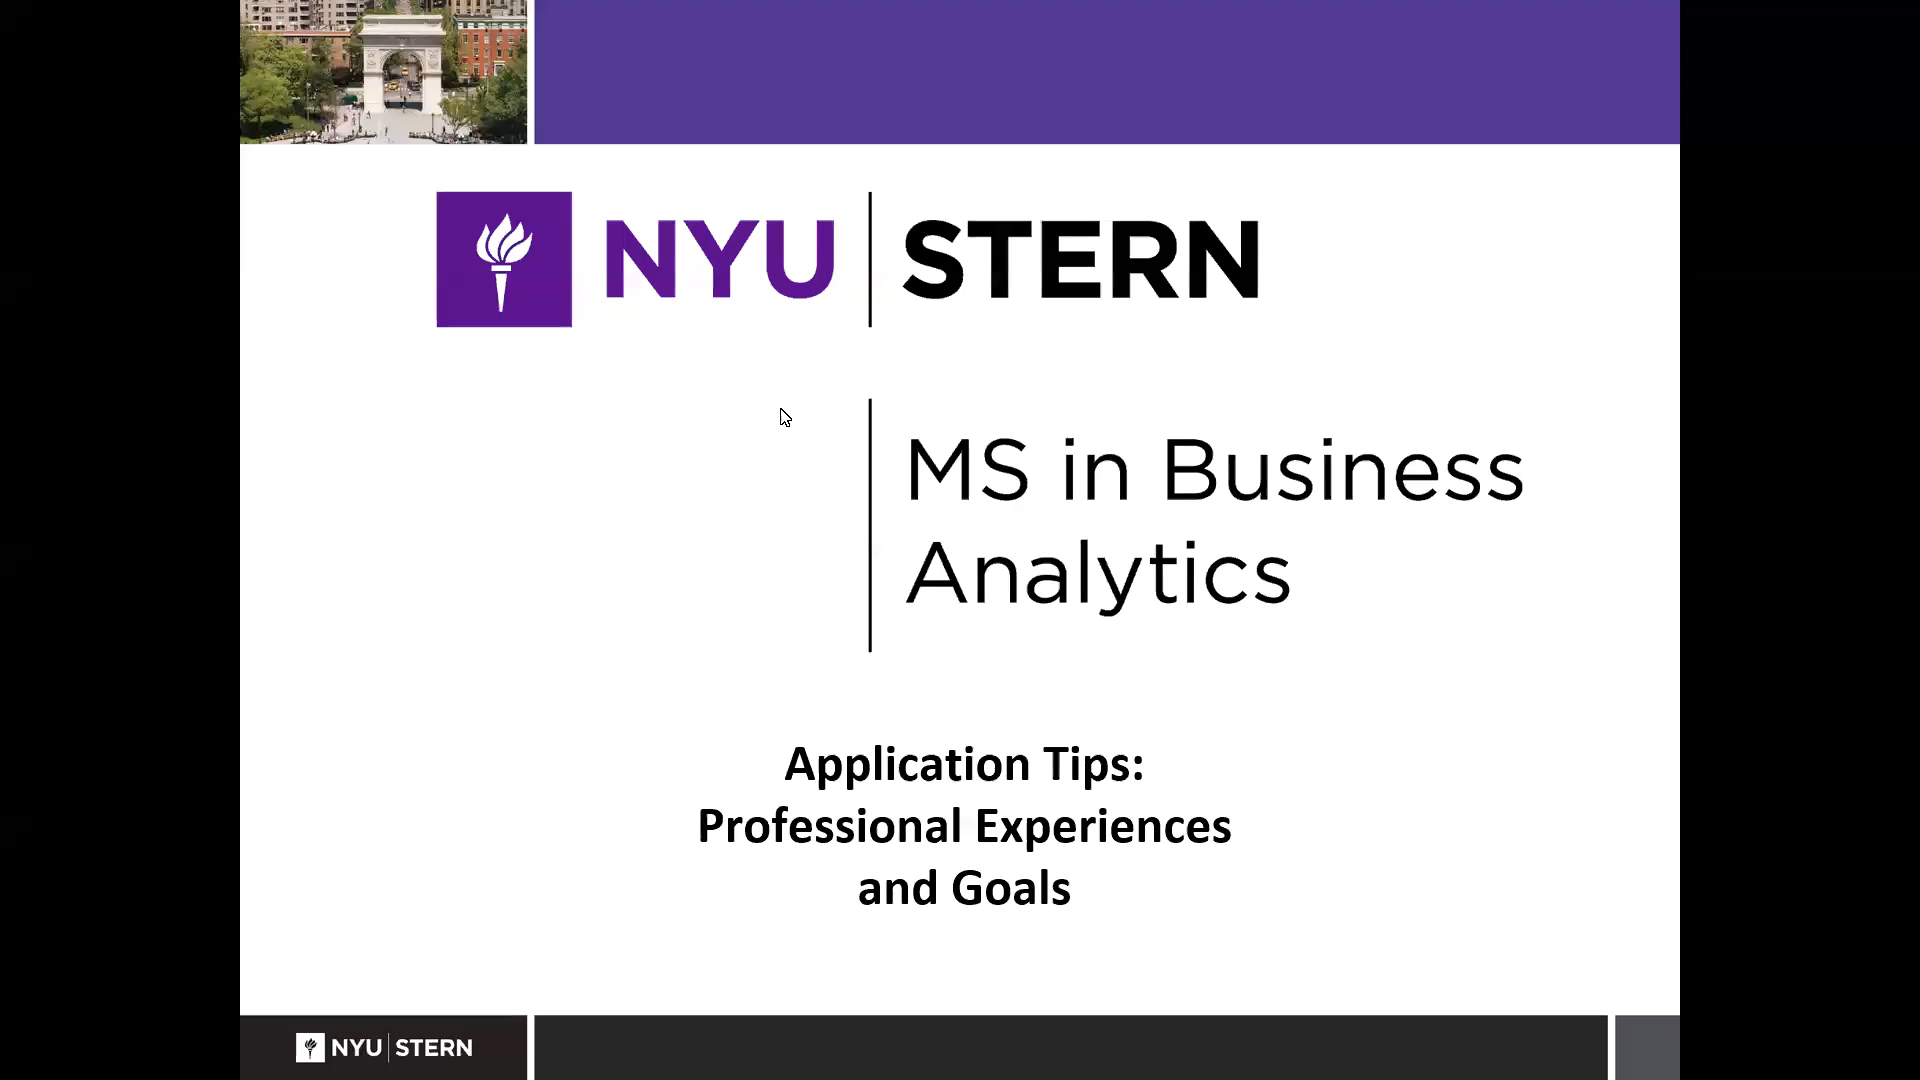 NYU STERN
MS in Business
Analytics
Application Tips:
Professional Experiences
and Goals
NYU STERN